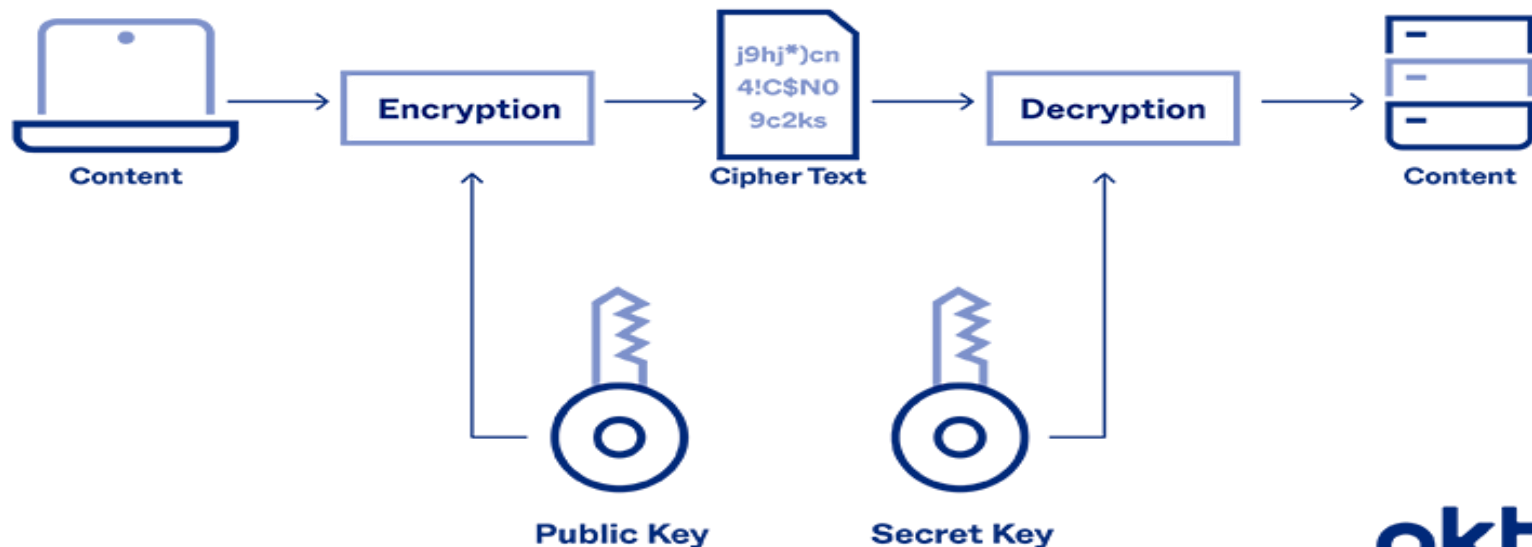 j9hj*)cn
4!C$N0
9c2ks
Encryption
Decryption
Content
Cipher Text
Content
Public Key
Secret Key